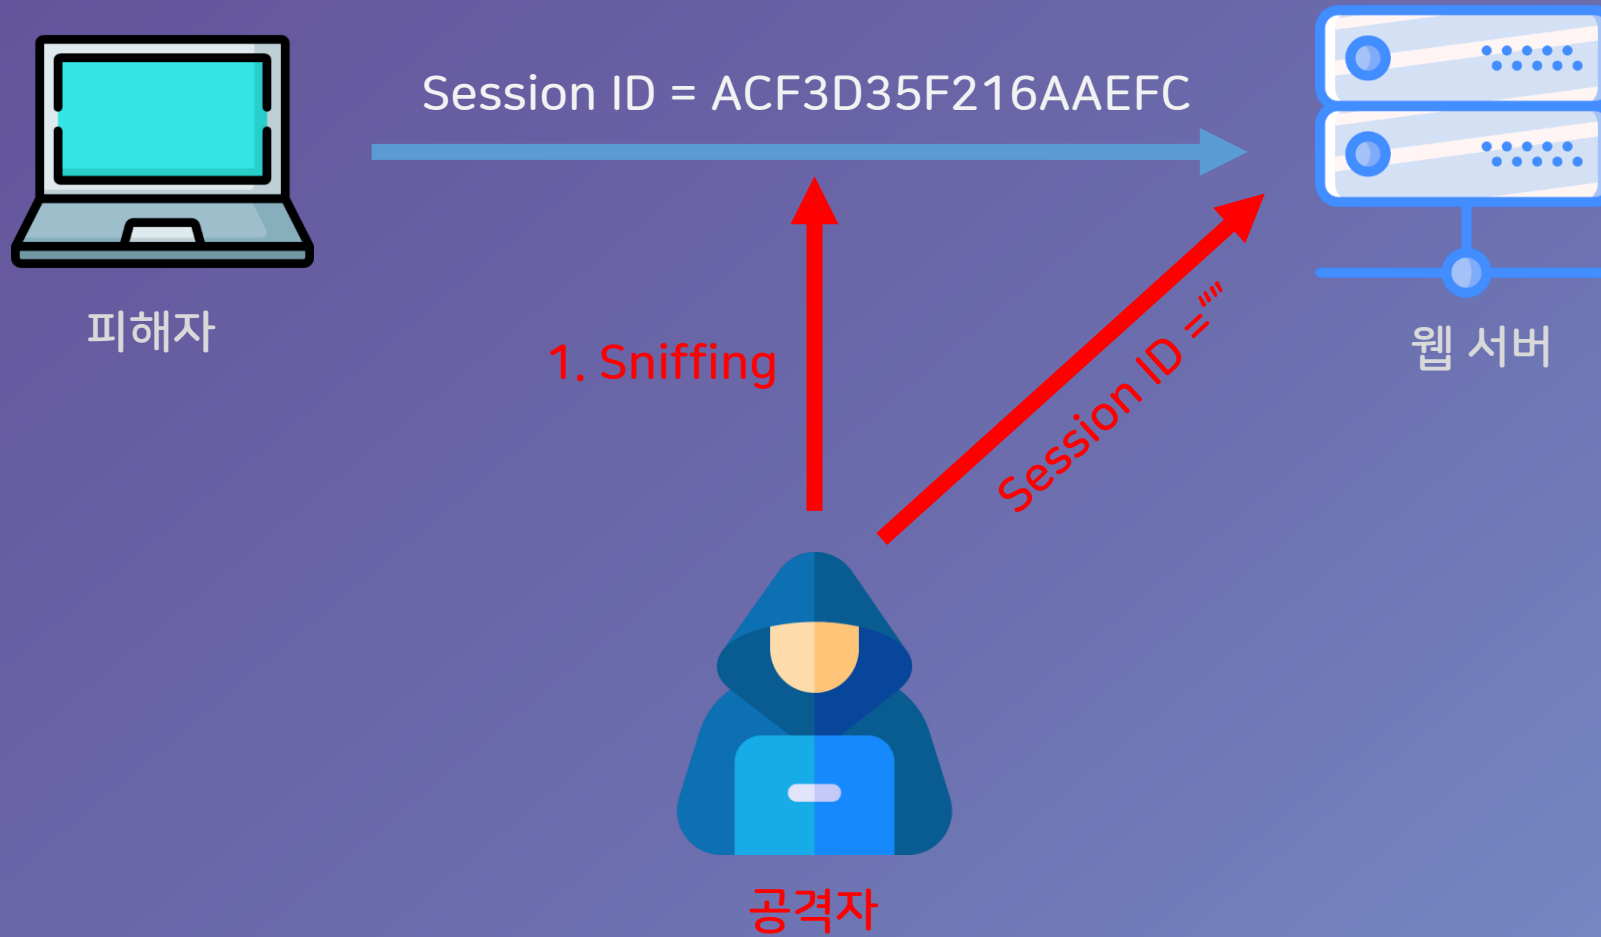 Session ID = ACF3D35F216AAEFC
피해자
1. Sniffing
Session ID =""
웹 서버
공격자